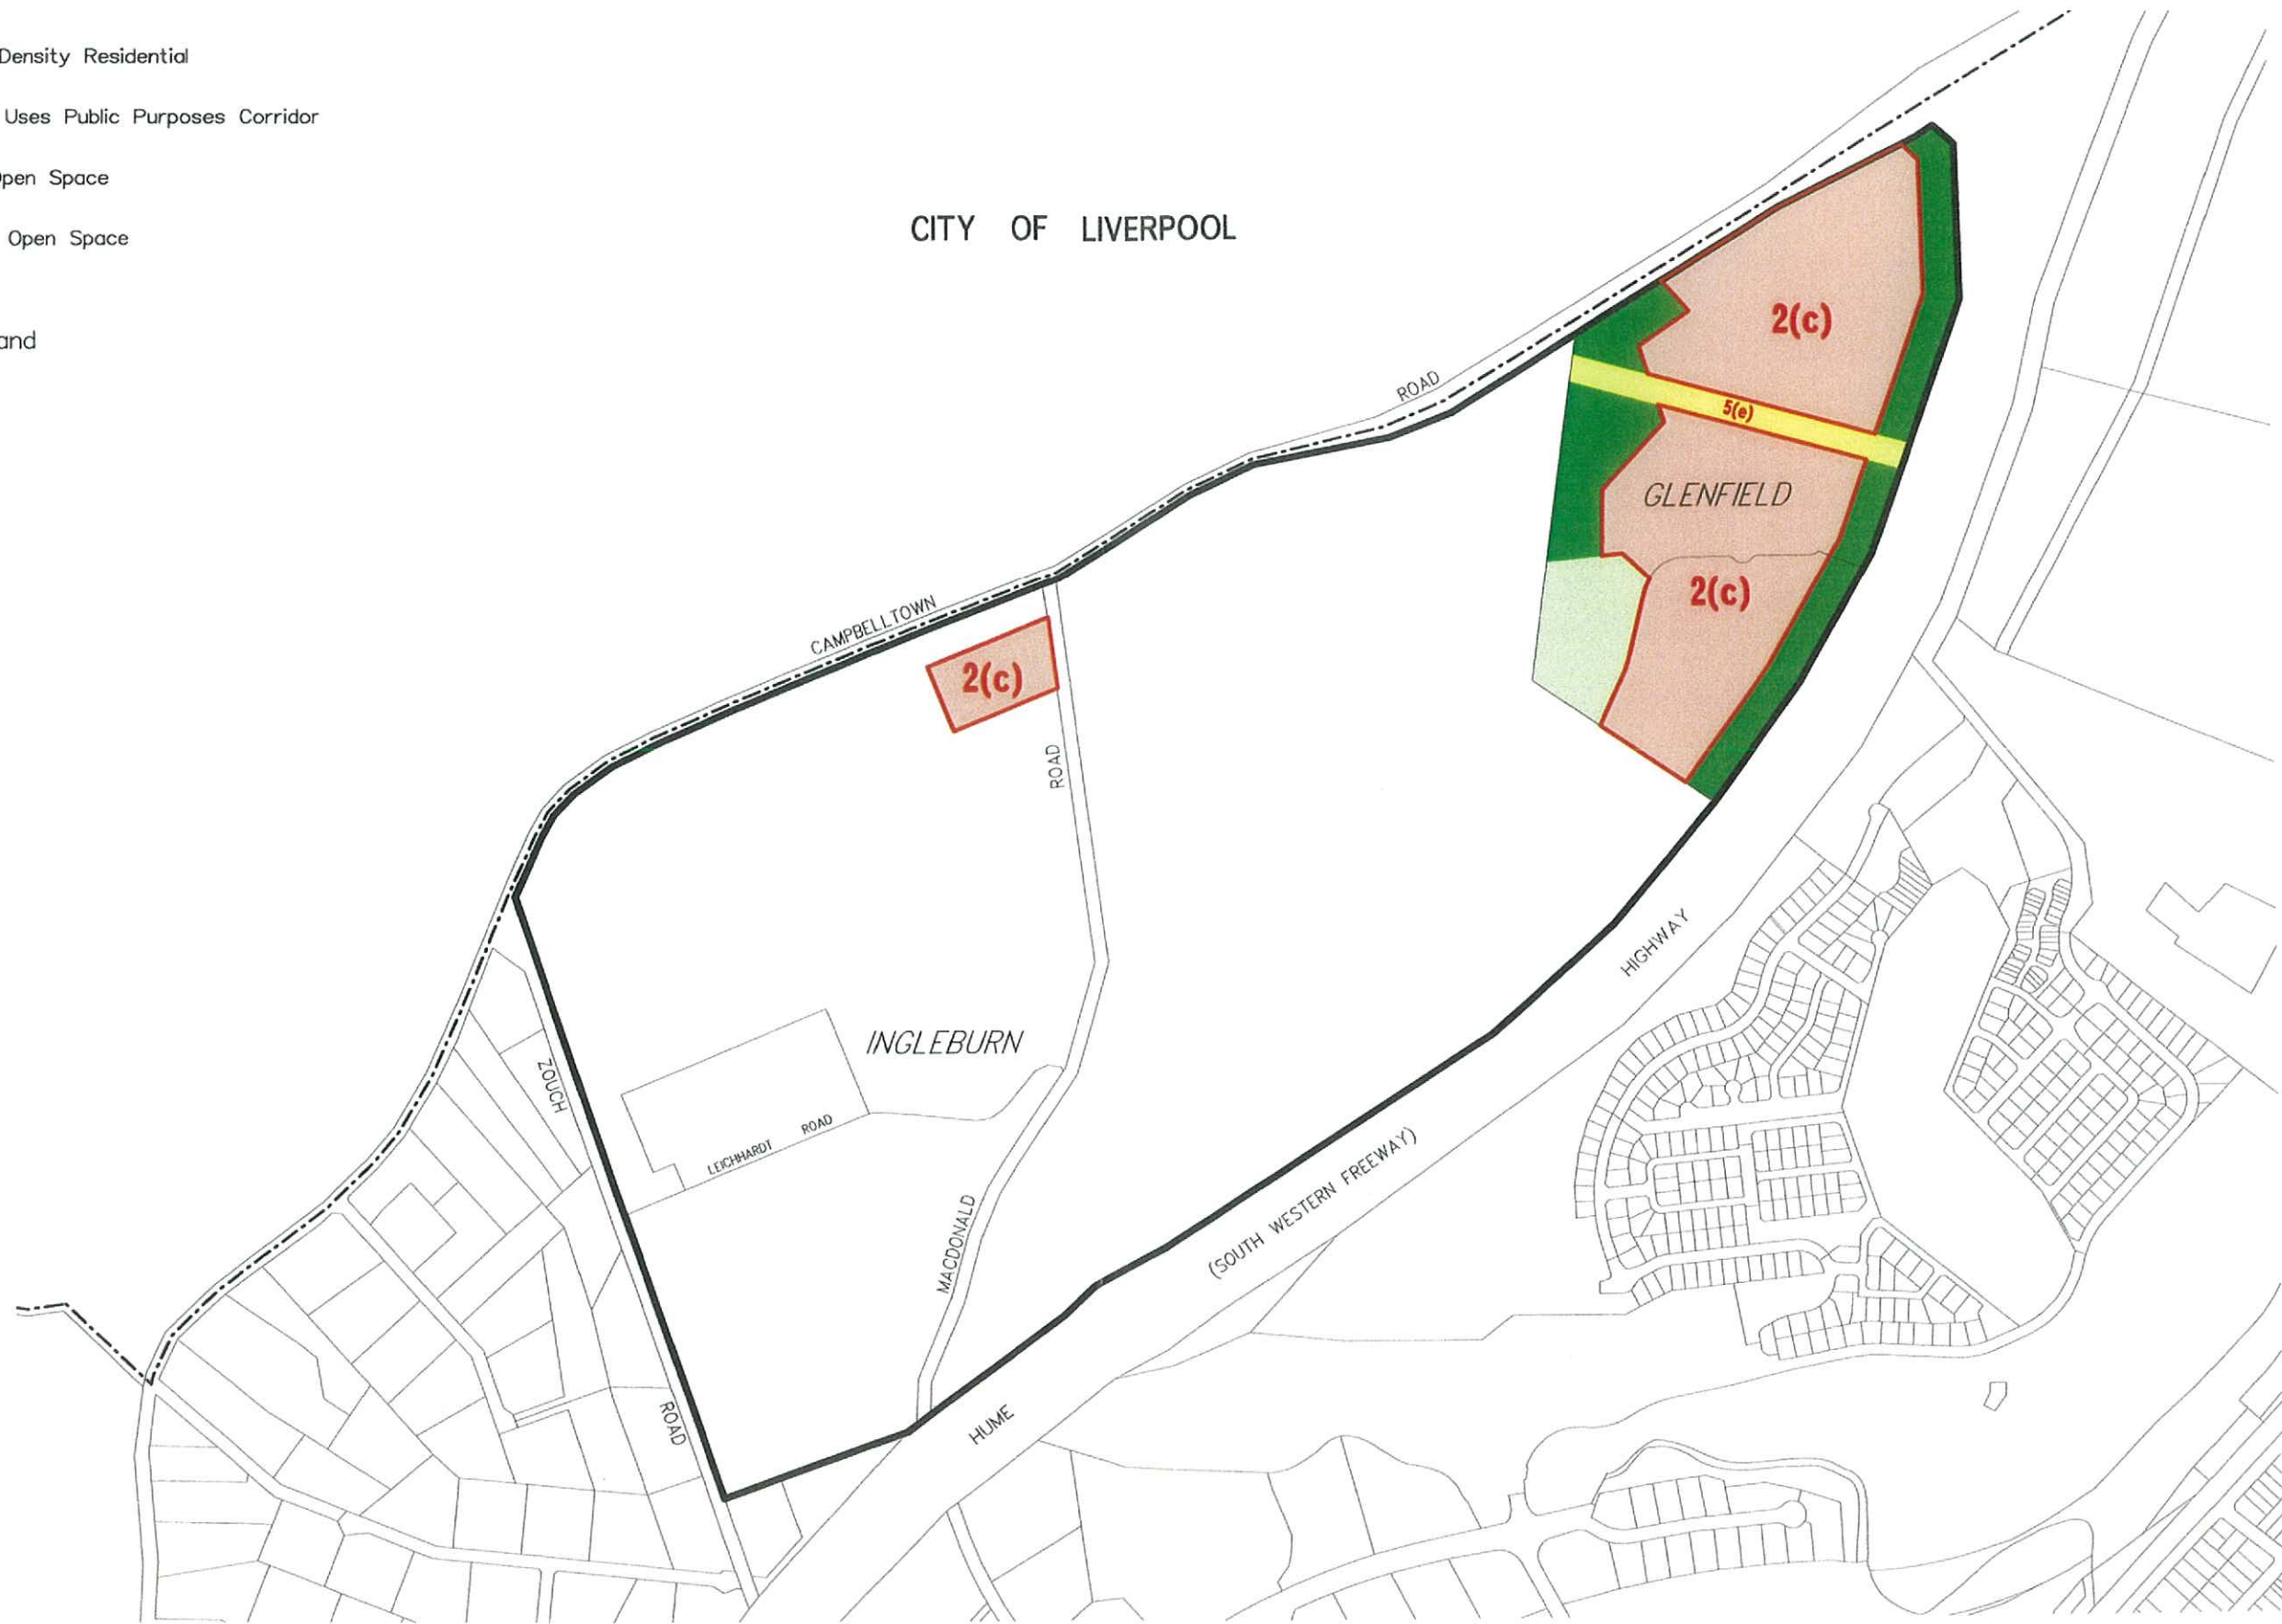 Density Residential
Uses Public Purposes Corridor
pen Space
Open Space
and
CITY OF LIVERPOOL
2(c)
ROAD
5(e)
GLENFIELD
2(c)
CAMPBELLTOWN
2(c)
ROAD
HIGHWAY
INGLEBURN
ZOUCH
LEICHHARDT ROAD
(SOUTH WESTERN FREEWAY)
MACDONALD
ROAD
HUME